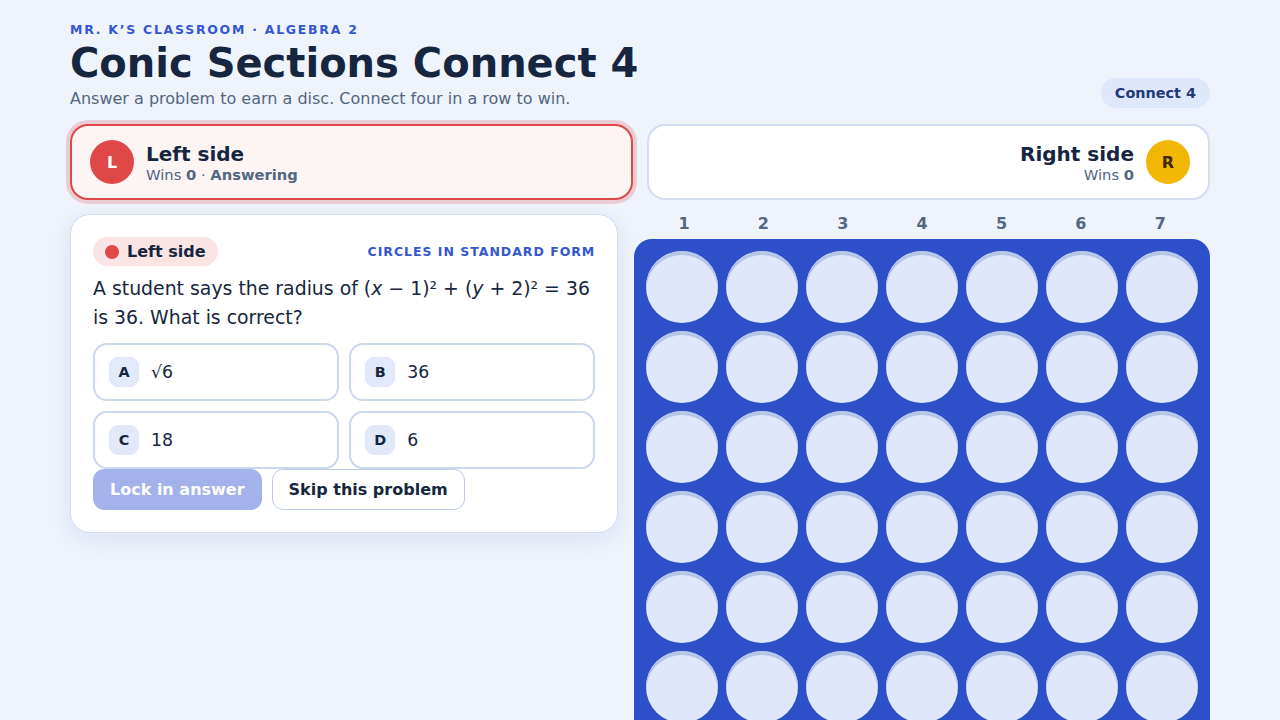 MR. K’S CLASSROOM · ALGEBRA 2
Conic Sections Connect 4
Answer a problem to earn a disc. Connect four in a row to win.
Connect 4
L
Left side
Wins 0 · Answering
Right side
Wins 0
R
Left side
CIRCLES IN STANDARD FORM
A student says the radius of (x − 1)² + (y + 2)² = 36
is 36. What is correct?
A √6
B 36
C 18
D 6
Lock in answer
Skip this problem
1 2 3 4 5 6 7